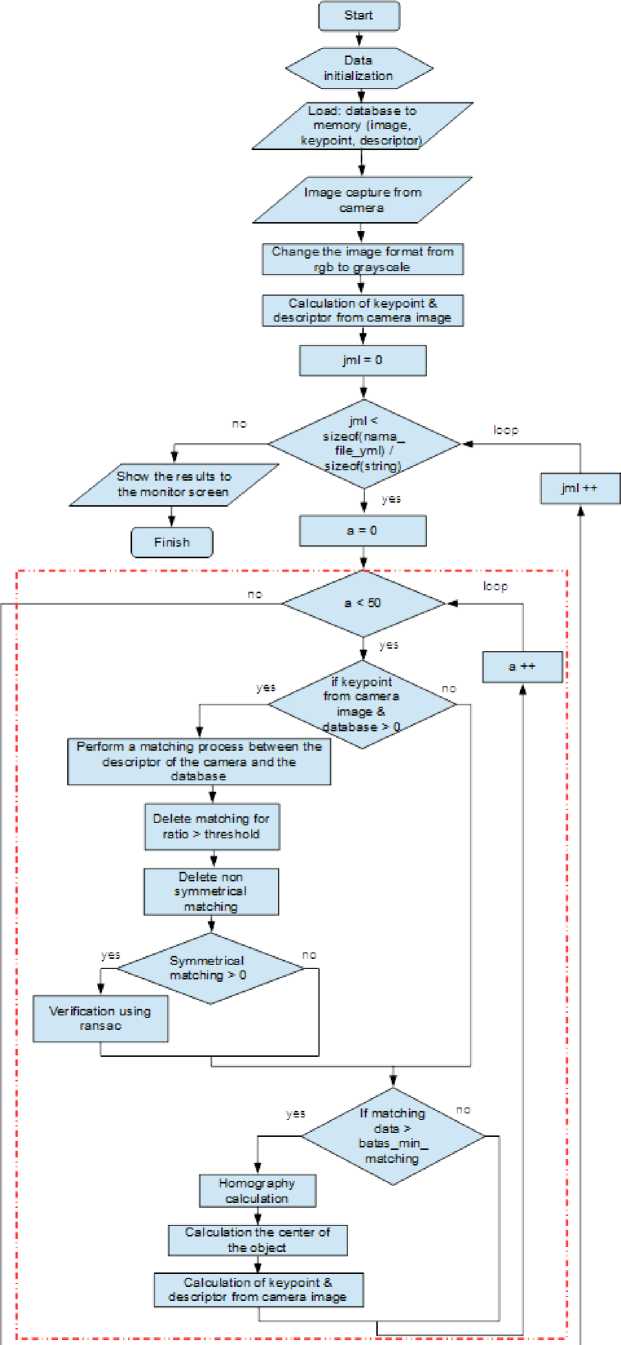 Start
Data
initialization
Load: database to
memory (image,
keypoint, descriptor)
Image capture from
camera
Change the image format from
rgb to grayscale
Calculation of keypoint &
descriptor from camera image
jml = 0
jml <
sizeof(nama_
file_yml) /
sizeof(string)
no
loop
yes
Show the results to
the monitor screen
jml ++
Finish
a = 0
a < 50
no
loop
yes
a ++
if keypoint
from camera
image &
database > 0
yes
no
Perform a matching process between the
descriptor of the camera and the
database
Delete matching for
ratio > threshold
Delete non
symmetrical
matching
Symmetrical
matching > 0
yes
no
Verification using
ransac
If matching
data >
batas_min_
matching
yes
no
Homography
calculation
Calculation the center of
the object
Calculation of keypoint &
descriptor from camera image